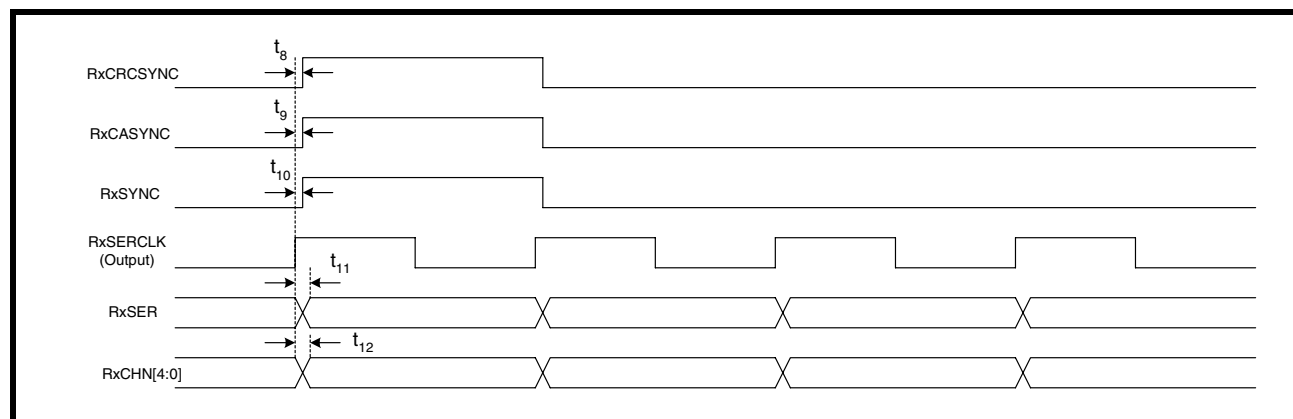 t8
RxCRCSYNC
t9
RxCASYNC
t10
RxSYNC
RxSERCLK
(Output)
t11
RxSER
t12
RxCHN[4:0]